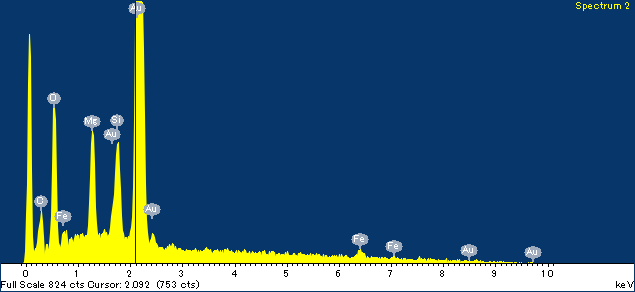 Spectrum 2
Au
O
Mg Si
Au
C Fe Au
Fe Fe Au Au
0 1 2 3 4 5 6 7 8 9 10
Full Scale 824 cts Cursor: 2.092 (753 cts) keV